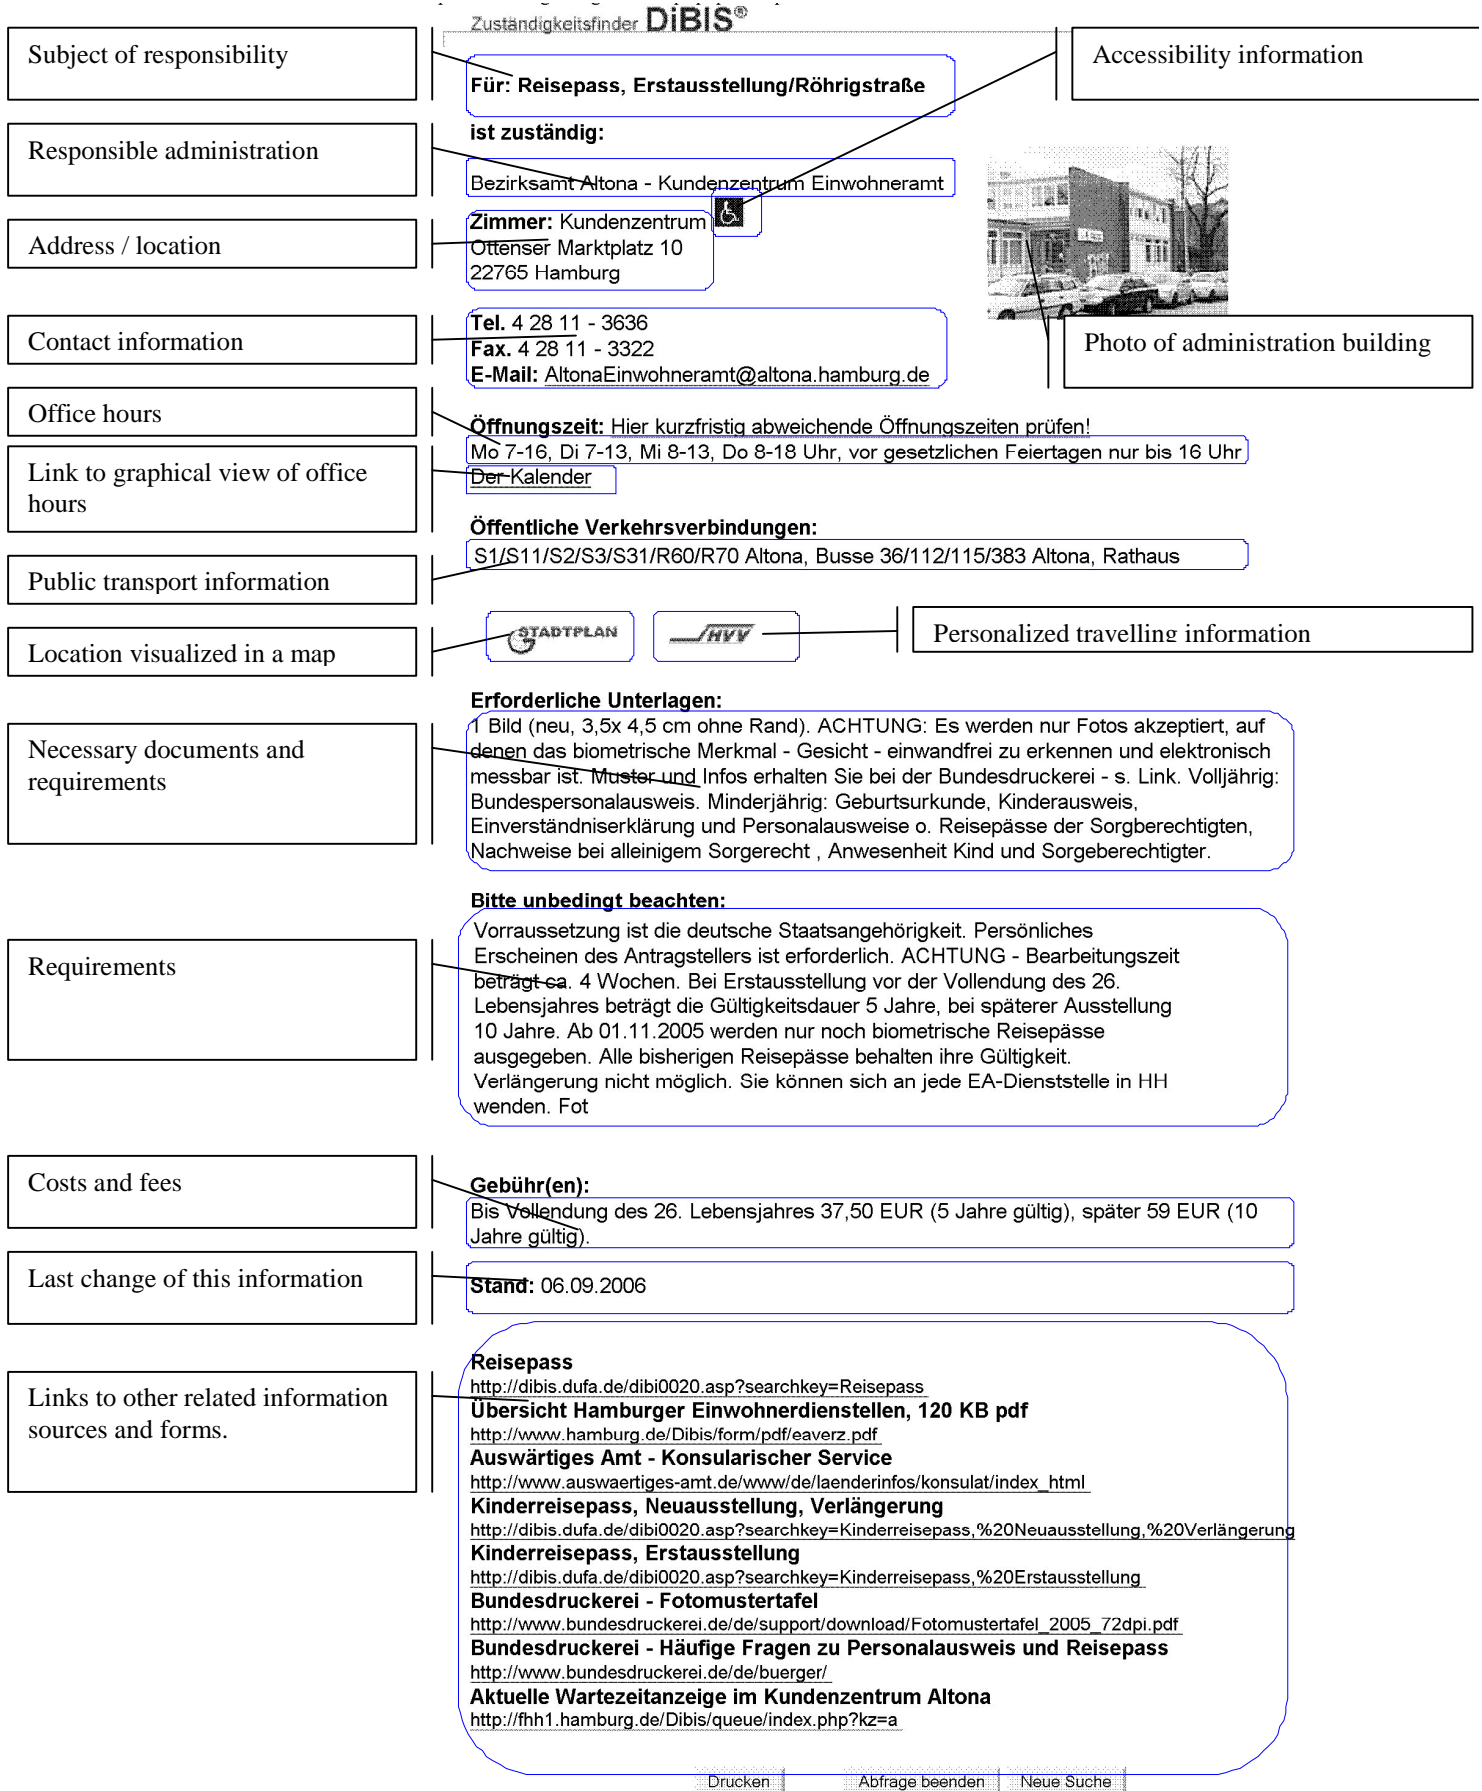 Zuständigkeitsfinder DiBIS®
Subject of responsibility
Accessibility information
Für: Reisepass, Erstausstellung/Röhrigstraße
ist zuständig:
Responsible administration
Bezirksamt Altona - Kundenzentrum Einwohneramt
Address / location
Zimmer: Kundenzentrum
Ottenser Marktplatz 10
22765 Hamburg
Contact information
Tel. 4 28 11 - 3636
Fax. 4 28 11 - 3322
E-Mail: AltonaEinwohneramt@altona.hamburg.de
Photo of administration building
Office hours
Öffnungszeit: Hier kurzfristig abweichende Öffnungszeiten prüfen!
Mo 7-16, Di 7-13, Mi 8-13, Do 8-18 Uhr, vor gesetzlichen Feiertagen nur bis 16 Uhr
Link to graphical view of office
hours
Der Kalender
Öffentliche Verkehrsverbindungen:
S1/S11/S2/S3/S31/R60/R70 Altona, Busse 36/112/115/383 Altona, Rathaus
Public transport information
Location visualized in a map
STADTPLAN
HVV
Personalized travelling information
Erforderliche Unterlagen:
Necessary documents and
requirements
1 Bild (neu, 3,5x 4,5 cm ohne Rand). ACHTUNG: Es werden nur Fotos akzeptiert, auf
denen das biometrische Merkmal - Gesicht - einwandfrei zu erkennen und elektronisch
messbar ist. Muster und Infos erhalten Sie bei der Bundesdruckerei - s. Link. Volljährig:
Bundespersonalausweis. Minderjährig: Geburtsurkunde, Kinderausweis,
Einverständniserklärung und Personalausweise o. Reisepässe der Sorgberechtigten,
Nachweise bei alleinigem Sorgerecht , Anwesenheit Kind und Sorgeberechtigter.
Bitte unbedingt beachten:
Requirements
Vorraussetzung ist die deutsche Staatsangehörigkeit. Persönliches
Erscheinen des Antragstellers ist erforderlich. ACHTUNG - Bearbeitungszeit
beträgt ca. 4 Wochen. Bei Erstausstellung vor der Vollendung des 26.
Lebensjahres beträgt die Gültigkeitsdauer 5 Jahre, bei späterer Ausstellung
10 Jahre. Ab 01.11.2005 werden nur noch biometrische Reisepässe
ausgegeben. Alle bisherigen Reisepässe behalten ihre Gültigkeit.
Verlängerung nicht möglich. Sie können sich an jede EA-Dienststelle in HH
wenden. Fot
Costs and fees
Gebühr(en):
Bis Vollendung des 26. Lebensjahres 37,50 EUR (5 Jahre gültig), später 59 EUR (10
Jahre gültig).
Last change of this information
Stand: 06.09.2006
Links to other related information
sources and forms.
Reisepass
http://dibis.dufa.de/dibi0020.asp?searchkey=Reisepass
Übersicht Hamburger Einwohnerdienstellen, 120 KB pdf
http://www.hamburg.de/Dibis/form/pdf/eaverz.pdf
Auswärtiges Amt - Konsularischer Service
http://www.auswaertiges-amt.de/www/de/laenderinfos/konsulat/index_html
Kinderreisepass, Neuausstellung, Verlängerung
http://dibis.dufa.de/dibi0020.asp?searchkey=Kinderreisepass,%20Neuausstellung,%20Verlängerung
Kinderreisepass, Erstausstellung
http://dibis.dufa.de/dibi0020.asp?searchkey=Kinderreisepass,%20Erstausstellung
Bundesdruckerei - Fotomustertafel
http://www.bundesdruckerei.de/de/support/download/Fotomustertafel_2005_72dpi.pdf
Bundesdruckerei - Häufige Fragen zu Personalausweis und Reisepass
http://www.bundesdruckerei.de/de/buerger/
Aktuelle Wartezeitanzeige im Kundenzentrum Altona
http://fhh1.hamburg.de/Dibis/queue/index.php?kz=a
Drucken
Abfrage beenden
Neue Suche